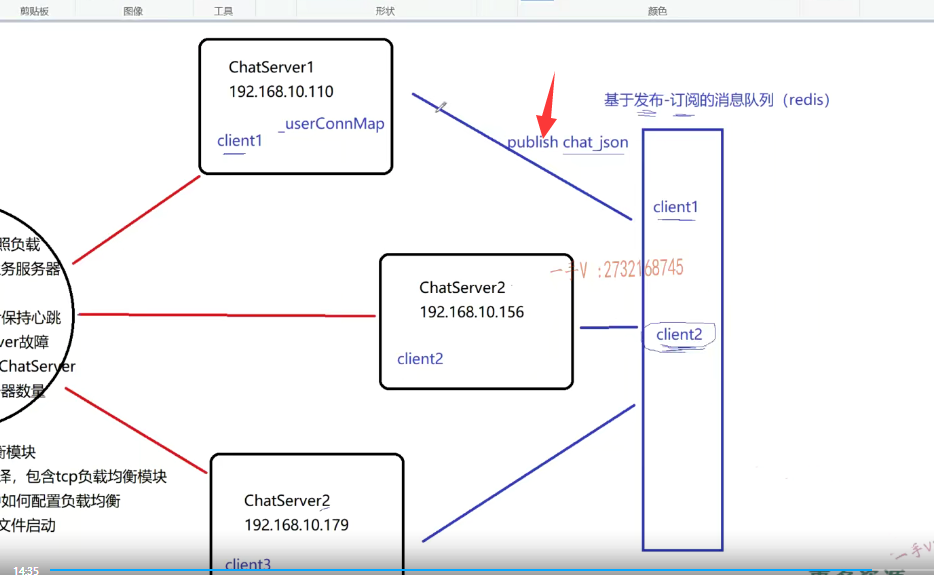 剪贴板
图像
工具
形状
颜色
ChatServer1
192.168.10.110
_userConnMap
client1
基于发布-订阅的消息队列（redis）
publish chat_json
client1
照负载
务服务器
一手V :2732168745
ChatServer2
192.168.10.156
保持心跳
ver故障
ChatServer
器数量
client2
client2
衡模块
译，包含tcp负载均衡模块
如何配置负载均衡
文件启动
ChatServer2
192.168.10.179
client3
一手V
14:35